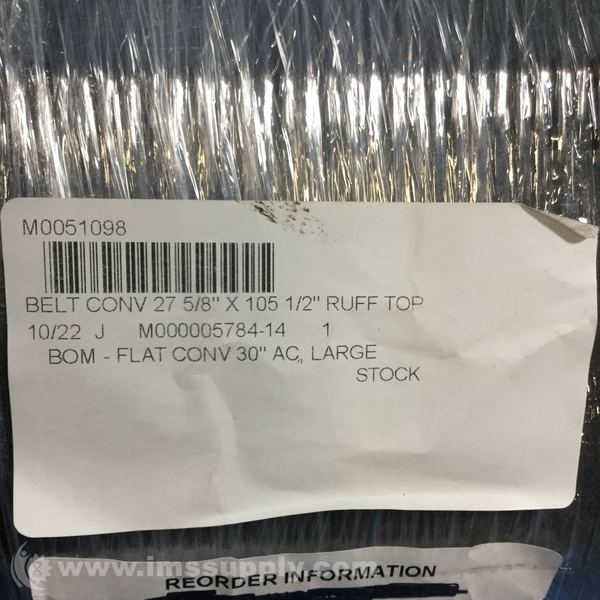 M0051098
BELT CONV 27 5/8" X 105 1/2" RUFF TOP
10/22 J M000005784-14 1
BOM - FLAT CONV 30" AC, LARGE
STOCK
www.imssupply.com
REORDER INFORMATION